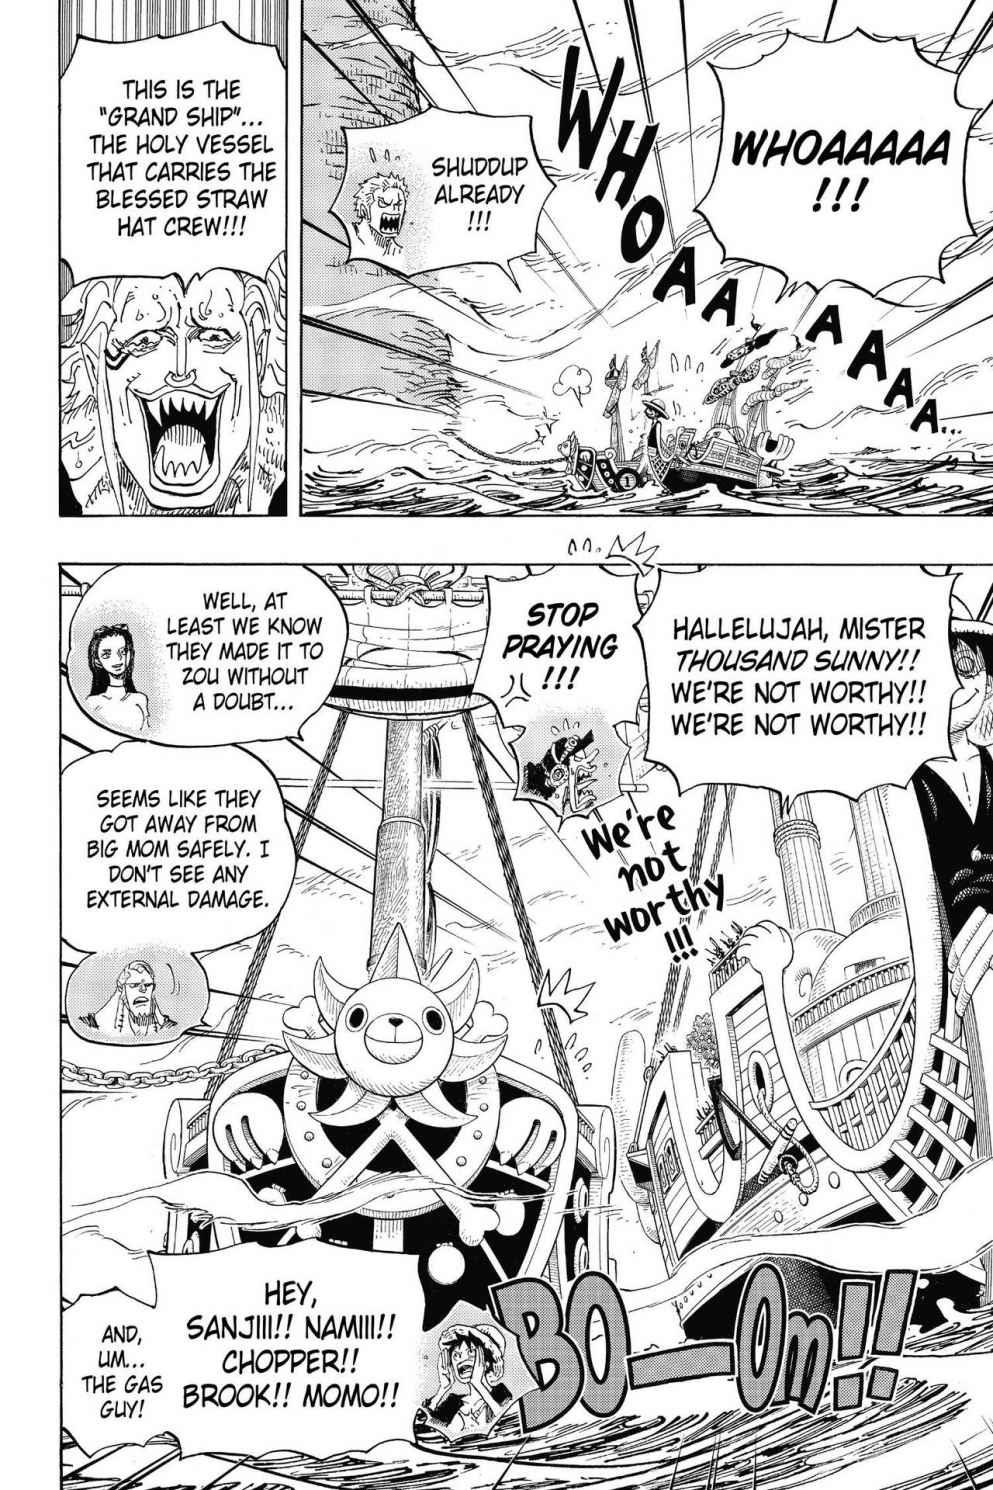 THIS IS THE
"GRAND SHIP"...
THE HOLY VESSEL
THAT CARRIES THE
BLESSED STRAW
HAT CREW!!!
SHUDDUP
ALREADY
!!!
WHOAAAAA
!!!
WHOAAAAAA...
1
WELL, AT
LEAST WE KNOW
THEY MADE IT TO
ZOU WITHOUT
A DOUBT...
STOP
PRAYING
!!!
HALLELUJAH, MISTER
THOUSAND SUNNY!!
WE'RE NOT WORTHY!!
WE'RE NOT WORTHY!!
We're
not
worthy
!!!
SEEMS LIKE THEY
GOT AWAY FROM
BIG MOM SAFELY. I
DON'T SEE ANY
EXTERNAL DAMAGE.
HEY,
SANJIII!! NAMIII!!
CHOPPER!!
BROOK!! MOMO!!
AND,
UM...
THE GAS
GUY!
BO—Om!!